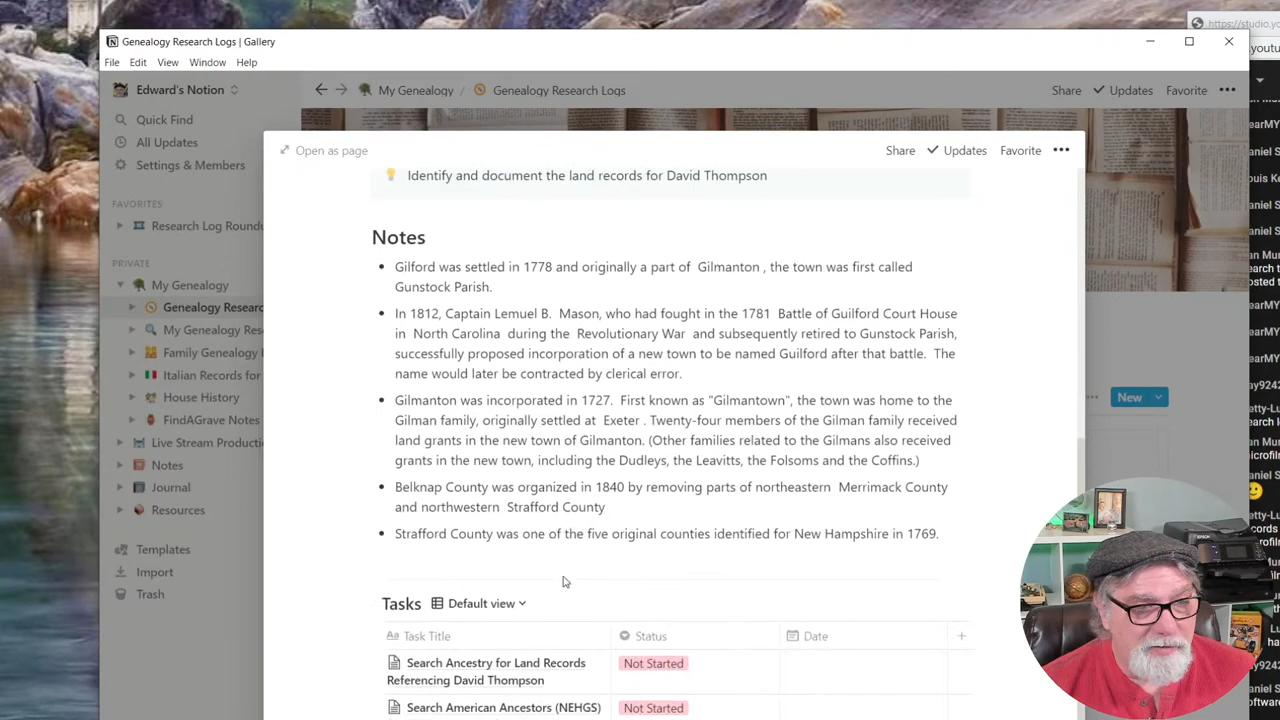 https://studio.yo
Genealogy Research Logs | Gallery
youtu
File Edit View Window Help
Edward's Notion
My Genealogy / Genealogy Research Logs
Share Updates Favorite
Quick Find
All Updates
Settings & Members
Open as page
Share Updates Favorite
Identify and document the land records for David Thompson
FAVORITES
Research Log Roundu
PRIVATE
My Genealogy
Genealogy Researc
My Genealogy Rese
Family Genealogy
Italian Records for
House History
FindAGrave Notes
Live Stream Productio
Notes
Journal
Resources
Templates
Import
Trash
Notes
• Gilford was settled in 1778 and originally a part of Gilmanton , the town was first called
Gunstock Parish.
• In 1812, Captain Lemuel B. Mason, who had fought in the 1781 Battle of Guilford Court House
in North Carolina during the Revolutionary War and subsequently retired to Gunstock Parish,
successfully proposed incorporation of a new town to be named Guilford after that battle. The
name would later be contracted by clerical error.
• Gilmanton was incorporated in 1727. First known as "Gilmantown", the town was home to the
Gilman family, originally settled at Exeter . Twenty-four members of the Gilman family received
land grants in the new town of Gilmanton. (Other families related to the Gilmans also received
grants in the new town, including the Dudleys, the Leavitts, the Folsoms and the Coffins.)
• Belknap County was organized in 1840 by removing parts of northeastern Merrimack County
and northwestern Strafford County
• Strafford County was one of the five original counties identified for New Hampshire in 1769.
Tasks Default view
Task Title Status Date
Search Ancestry for Land Records
Referencing David Thompson
Not Started
Search American Ancestors (NEHGS)
Not Started
New
EPSON